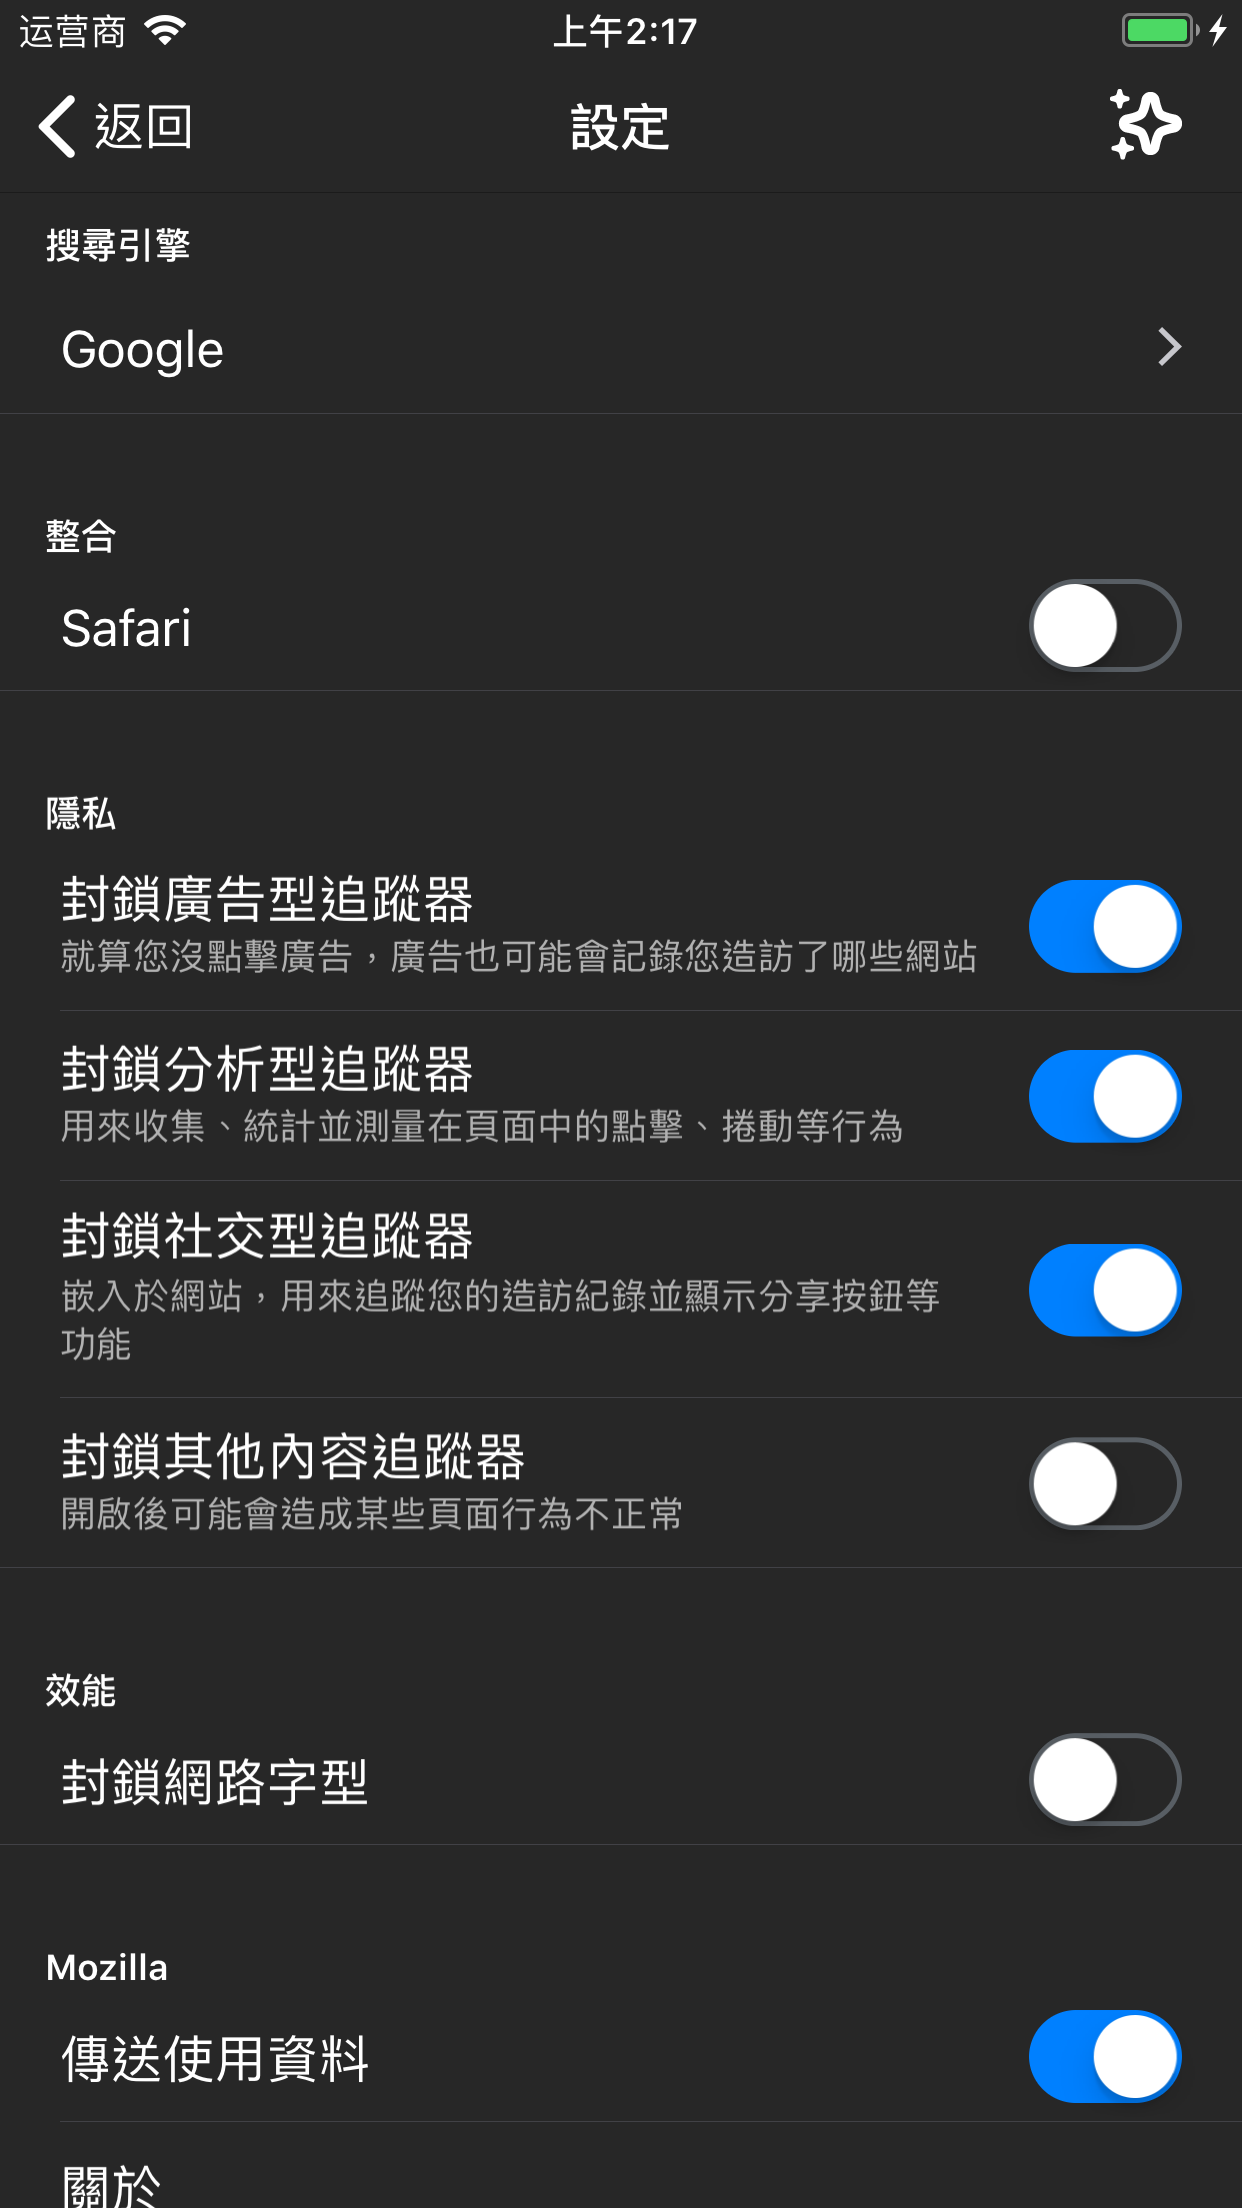 运营商
上午2:17
返回
設定
搜尋引擎
Google
整合
Safari
隱私
封鎖廣告型追蹤器
就算您沒點擊廣告，廣告也可能會記錄您造訪了哪些網站
封鎖分析型追蹤器
用來收集、統計並測量在頁面中的點擊、捲動等行為
封鎖社交型追蹤器
嵌入於網站，用來追蹤您的造訪紀錄並顯示分享按鈕等
功能
封鎖其他內容追蹤器
開啟後可能會造成某些頁面行為不正常
效能
封鎖網路字型
Mozilla
傳送使用資料
關於